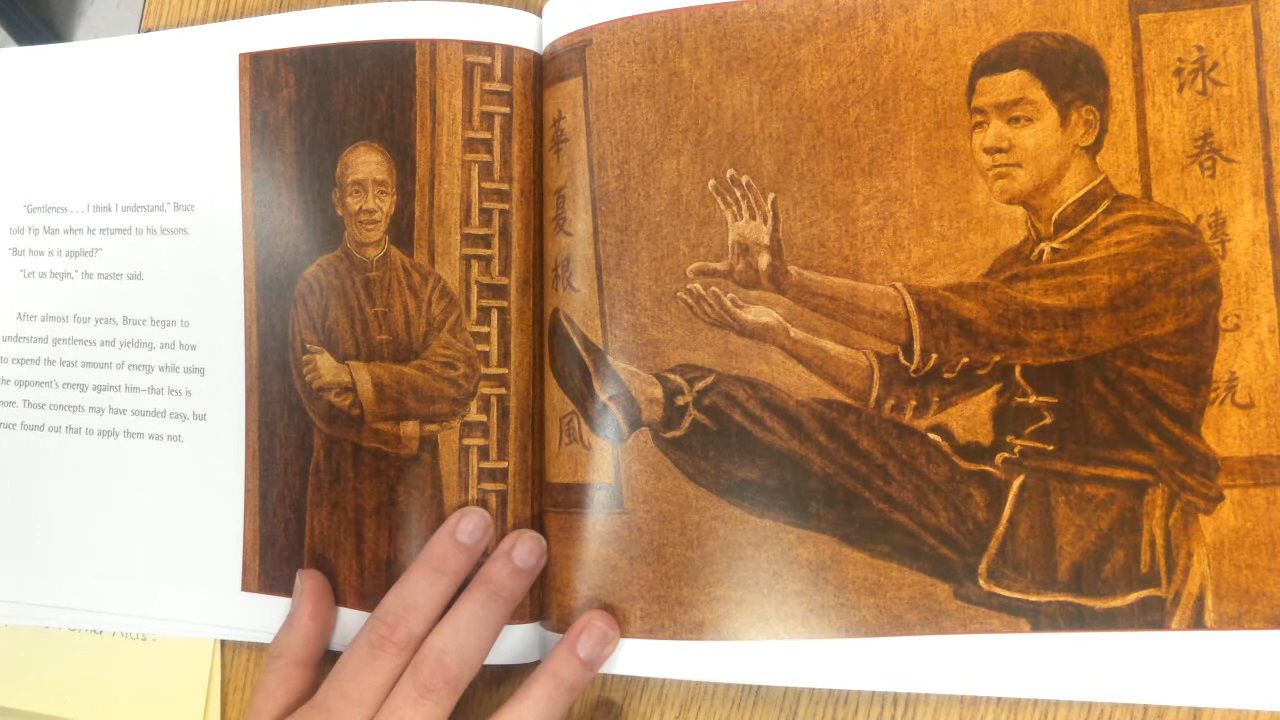 "Gentleness . . . I think I understand," Bruce
told Yip Man when he returned to his lessons.
"But how is it applied?"
"Let us begin," the master said.
After almost four years, Bruce began to
understand gentleness and yielding, and how
to expend the least amount of energy while using
the opponent's energy against him—that less is
more. Those concepts may have sounded easy, but
ruce found out that to apply them was not.
華夏根
風
泳春傳
統